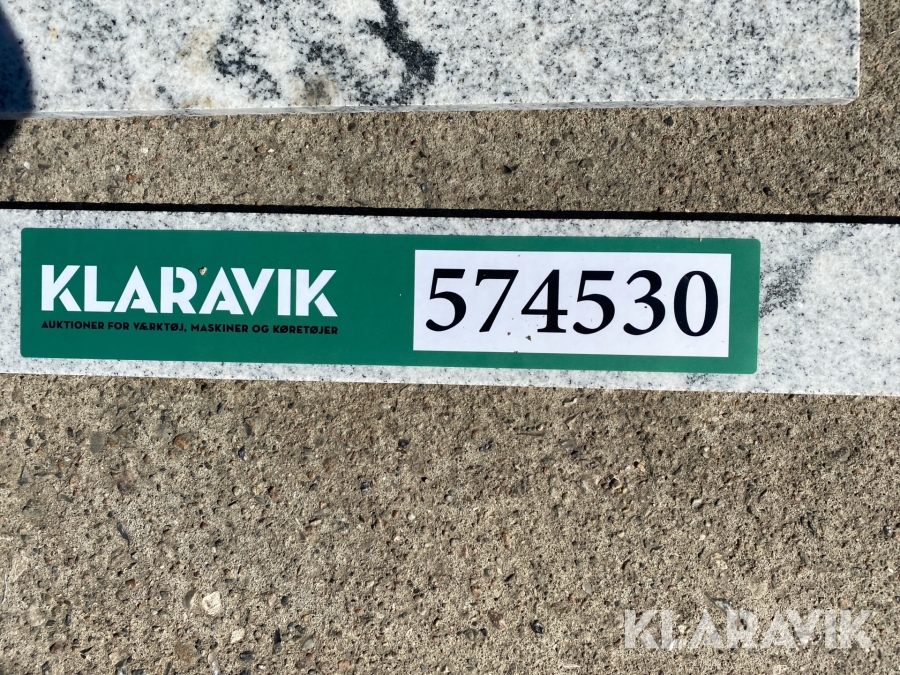 KLARAVIK
AUKTIONER FOR VÆRKTØJ, MASKINER OG KØRETØJER
574530
KLARAVIK